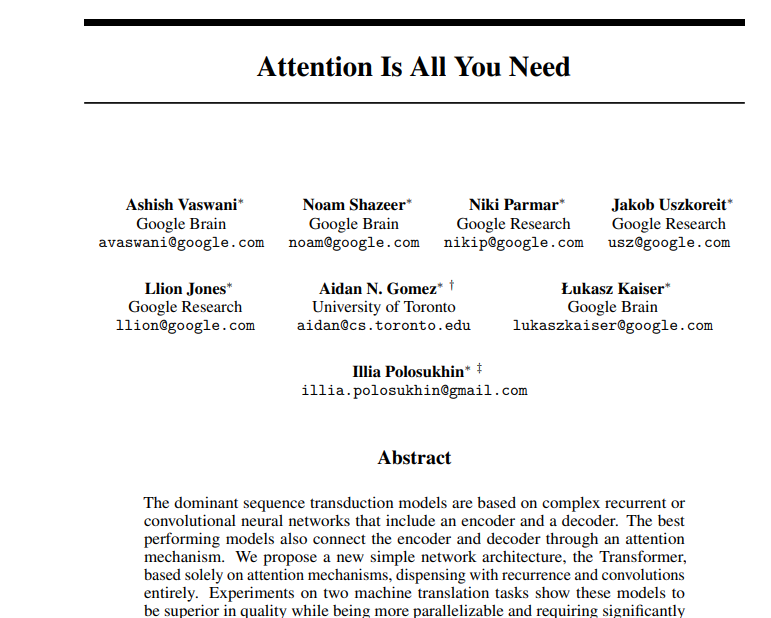 Attention Is All You Need
Ashish Vaswani* Noam Shazeer* Niki Parmar* Jakob Uszkoreit*
Google Brain Google Brain Google Research Google Research
avaswani@google.com noam@google.com nikip@google.com usz@google.com
Llion Jones* Aidan N. Gomez* † Łukasz Kaiser*
Google Research University of Toronto Google Brain
llion@google.com aidan@cs.toronto.edu lukaszkaiser@google.com
Illia Polosukhin* ‡
illia.polosukhin@gmail.com
Abstract
The dominant sequence transduction models are based on complex recurrent or
convolutional neural networks that include an encoder and a decoder. The best
performing models also connect the encoder and decoder through an attention
mechanism. We propose a new simple network architecture, the Transformer,
based solely on attention mechanisms, dispensing with recurrence and convolutions
entirely. Experiments on two machine translation tasks show these models to
be superior in quality while being more parallelizable and requiring significantly